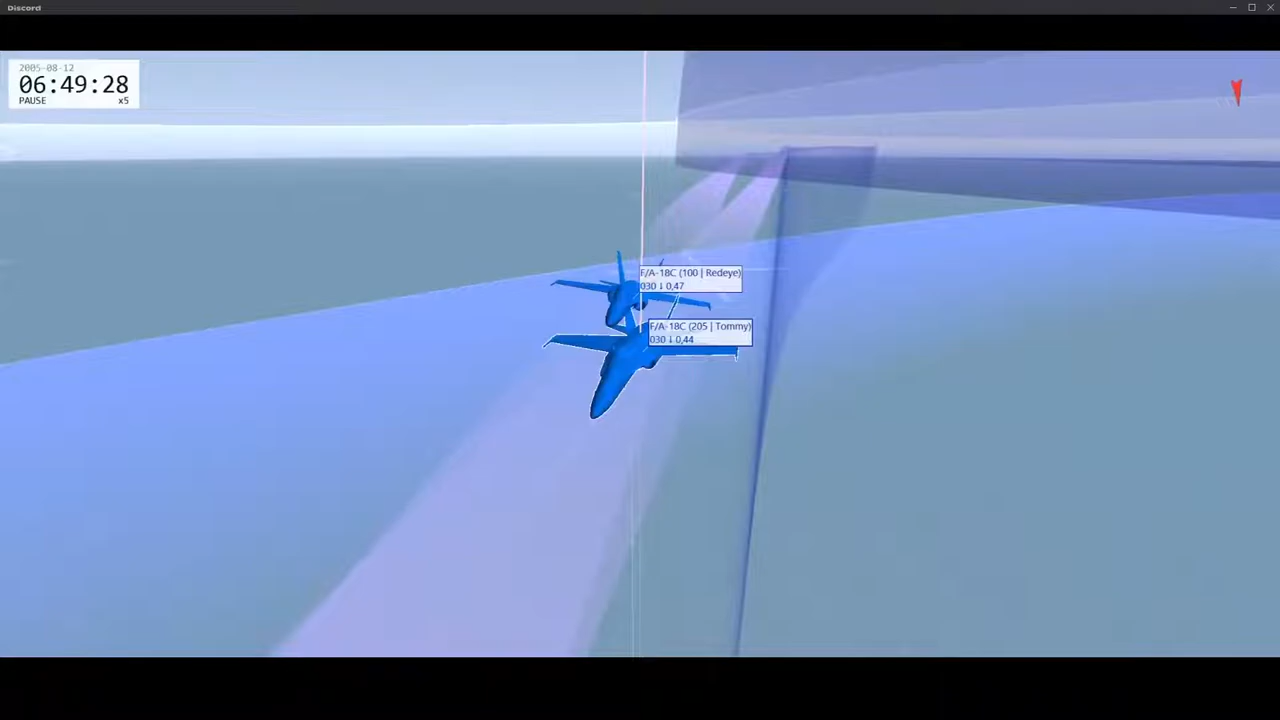 Discord
2005-08-12
06:49:28
PAUSE x5
F/A-18C (100 | Redeye)
030 ↓ 0,47
F/A-18C (205 | Tommy)
030 ↓ 0,44